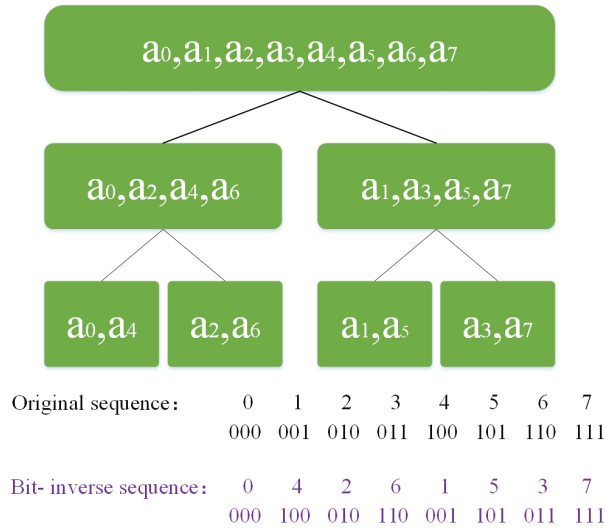 a₀,a₁,a₂,a₃,a₄,a₅,a₆,a₇
a₀,a₂,a₄,a₆
a₁,a₃,a₅,a₇
a₀,a₄
a₂,a₆
a₁,a₅
a₃,a₇
Original sequence: 0 1 2 3 4 5 6 7
000 001 010 011 100 101 110 111
Bit- inverse sequence: 0 4 2 6 1 5 3 7
000 100 010 110 001 101 011 111